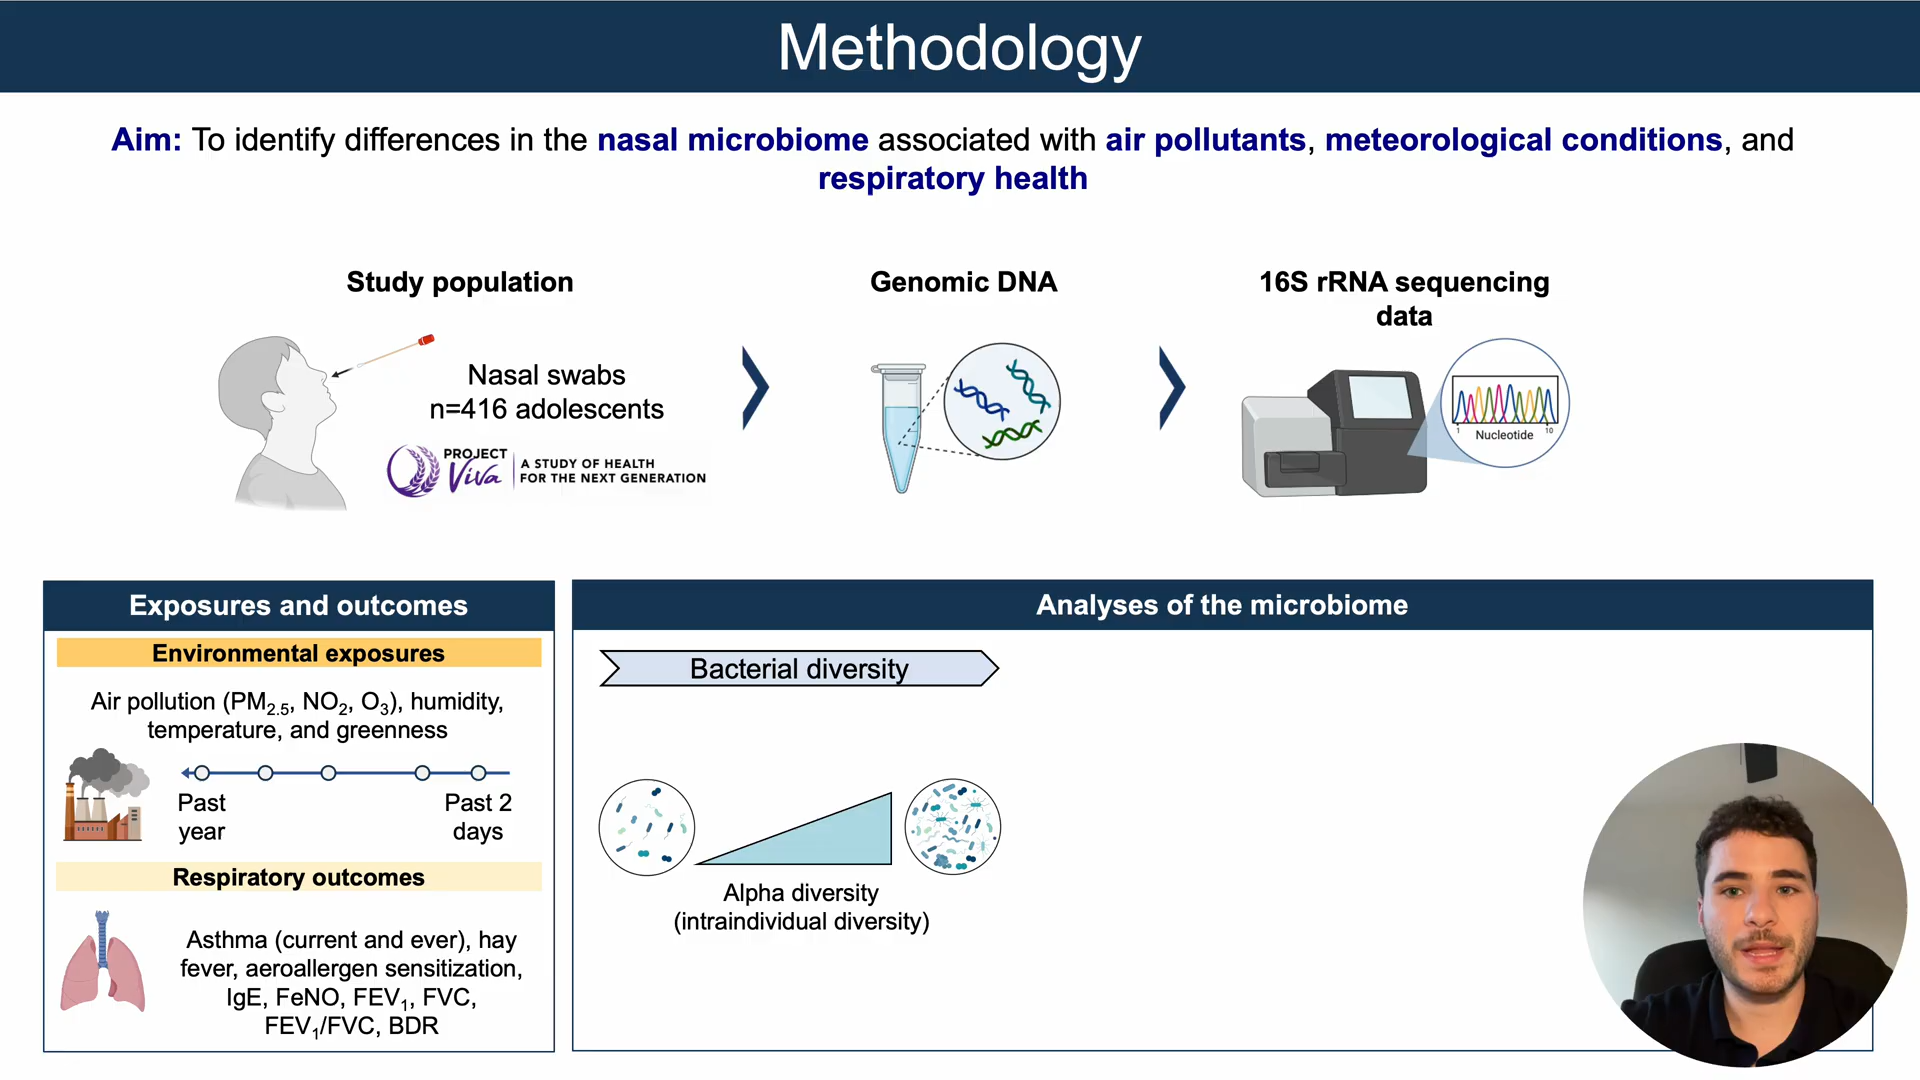 Methodology
Aim: To identify differences in the nasal microbiome associated with air pollutants, meteorological conditions, and
respiratory health
Study population
Nasal swabs
n=416 adolescents
PROJECT
Viva
A STUDY OF HEALTH
FOR THE NEXT GENERATION
Genomic DNA
16S rRNA sequencing
data
1
10
Nucleotide
Exposures and outcomes
Environmental exposures
Air pollution (PM2.5, NO2, O3), humidity,
temperature, and greenness
Past
year
Past 2
days
Respiratory outcomes
Asthma (current and ever), hay
fever, aeroallergen sensitization,
IgE, FeNO, FEV1, FVC,
FEV1/FVC, BDR
Analyses of the microbiome
Bacterial diversity
Alpha diversity
(intraindividual diversity)